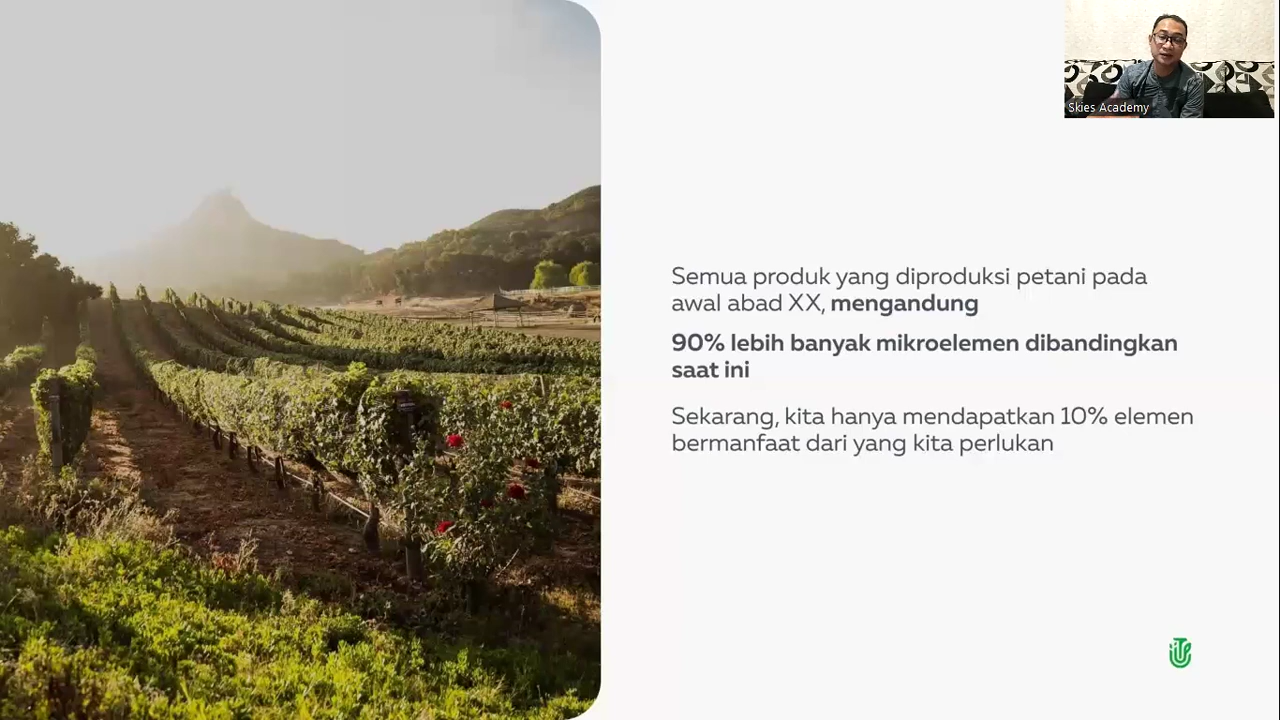 Skies Academy
Semua produk yang diproduksi petani pada
awal abad XX, mengandung
90% lebih banyak mikroelemen dibandingkan
saat ini
Sekarang, kita hanya mendapatkan 10% elemen
bermanfaat dari yang kita perlukan